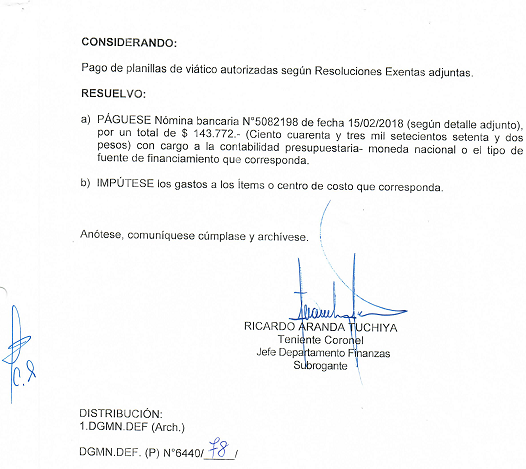 CONSIDERANDO:
Pago de planillas de viático autorizadas según Resoluciones Exentas adjuntas.
RESUELVO:
a) PÁGUESE Nómina bancaria N°5082198 de fecha 15/02/2018 (según detalle adjunto),
por un total de $ 143.772.- (Ciento cuarenta y tres mil setecientos setenta y dos
pesos) con cargo a la contabilidad presupuestaria- moneda nacional o el tipo de
fuente de financiamiento que corresponda.
b) IMPÚTESE los gastos a los Ítems o centro de costo que corresponda.
Anótese, comuníquese cúmplase y archívese.
RICARDO ARANDA TUCHIYA
Teniente Coronel
Jefe Departamento Finanzas
Subrogante
DISTRIBUCIÓN:
1.DGMN.DEF (Arch.)
DGMN.DEF. (P) N°6440/ 78 /